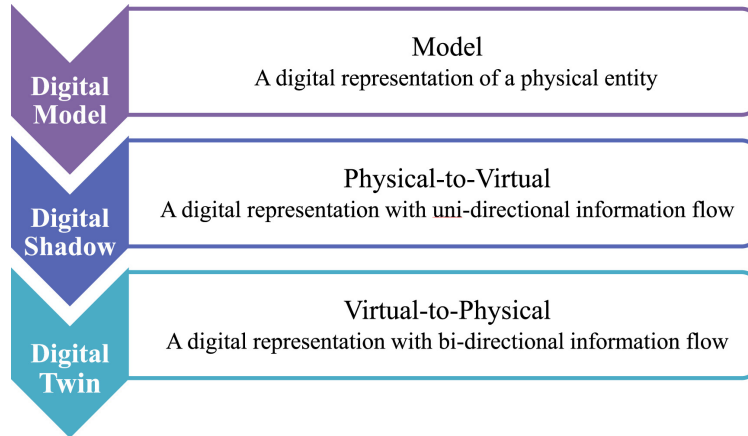 Digital
Model
Model
A digital representation of a physical entity
Digital
Shadow
Physical-to-Virtual
A digital representation with uni-directional information flow
Digital
Twin
Virtual-to-Physical
A digital representation with bi-directional information flow